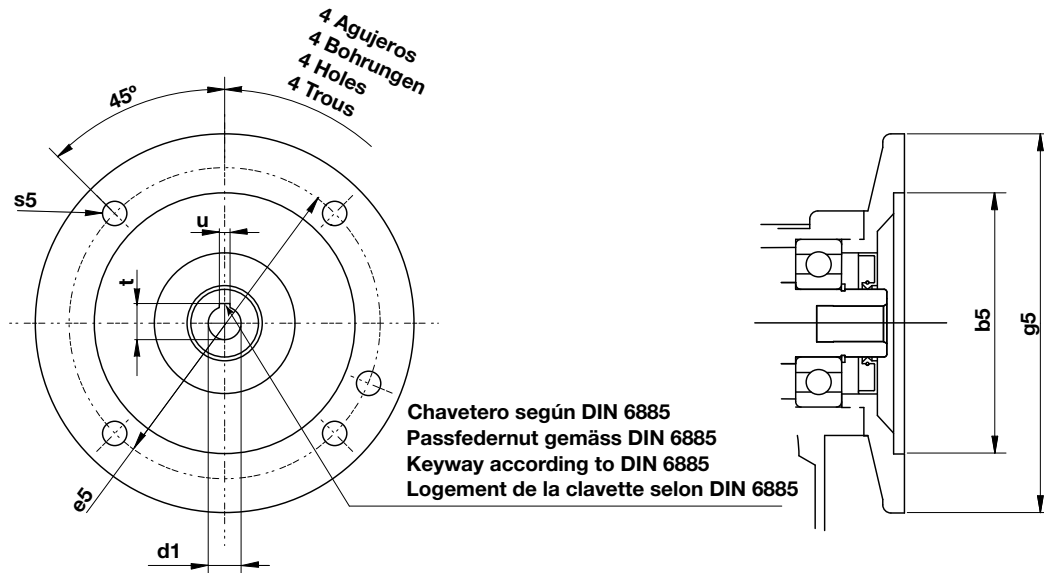 4 Agujeros
4 Bohrungen
4 Holes
4 Trous
45º
s5
u
t
e5
d1
Chavetero según DIN 6885
Passfedernut gemäss DIN 6885
Keyway according to DIN 6885
Logement de la clavette selon DIN 6885
b5
g5